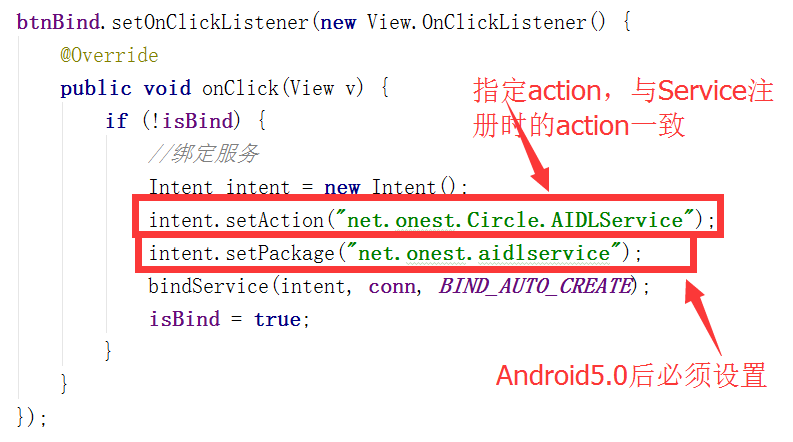 btnBind.setOnClickListener(new View.OnClickListener() {
@Override
public void onClick(View v) {
指定action，与Service注
册时的action一致
if (!isBind) {
//绑定服务
Intent intent = new Intent();
intent.setAction("net.onest.Circle.AIDLService");
intent.setPackage("net.onest.aidlservice");
bindService(intent, conn, BIND_AUTO_CREATE);
isBind = true;
}
Android5.0后必须设置
}
});